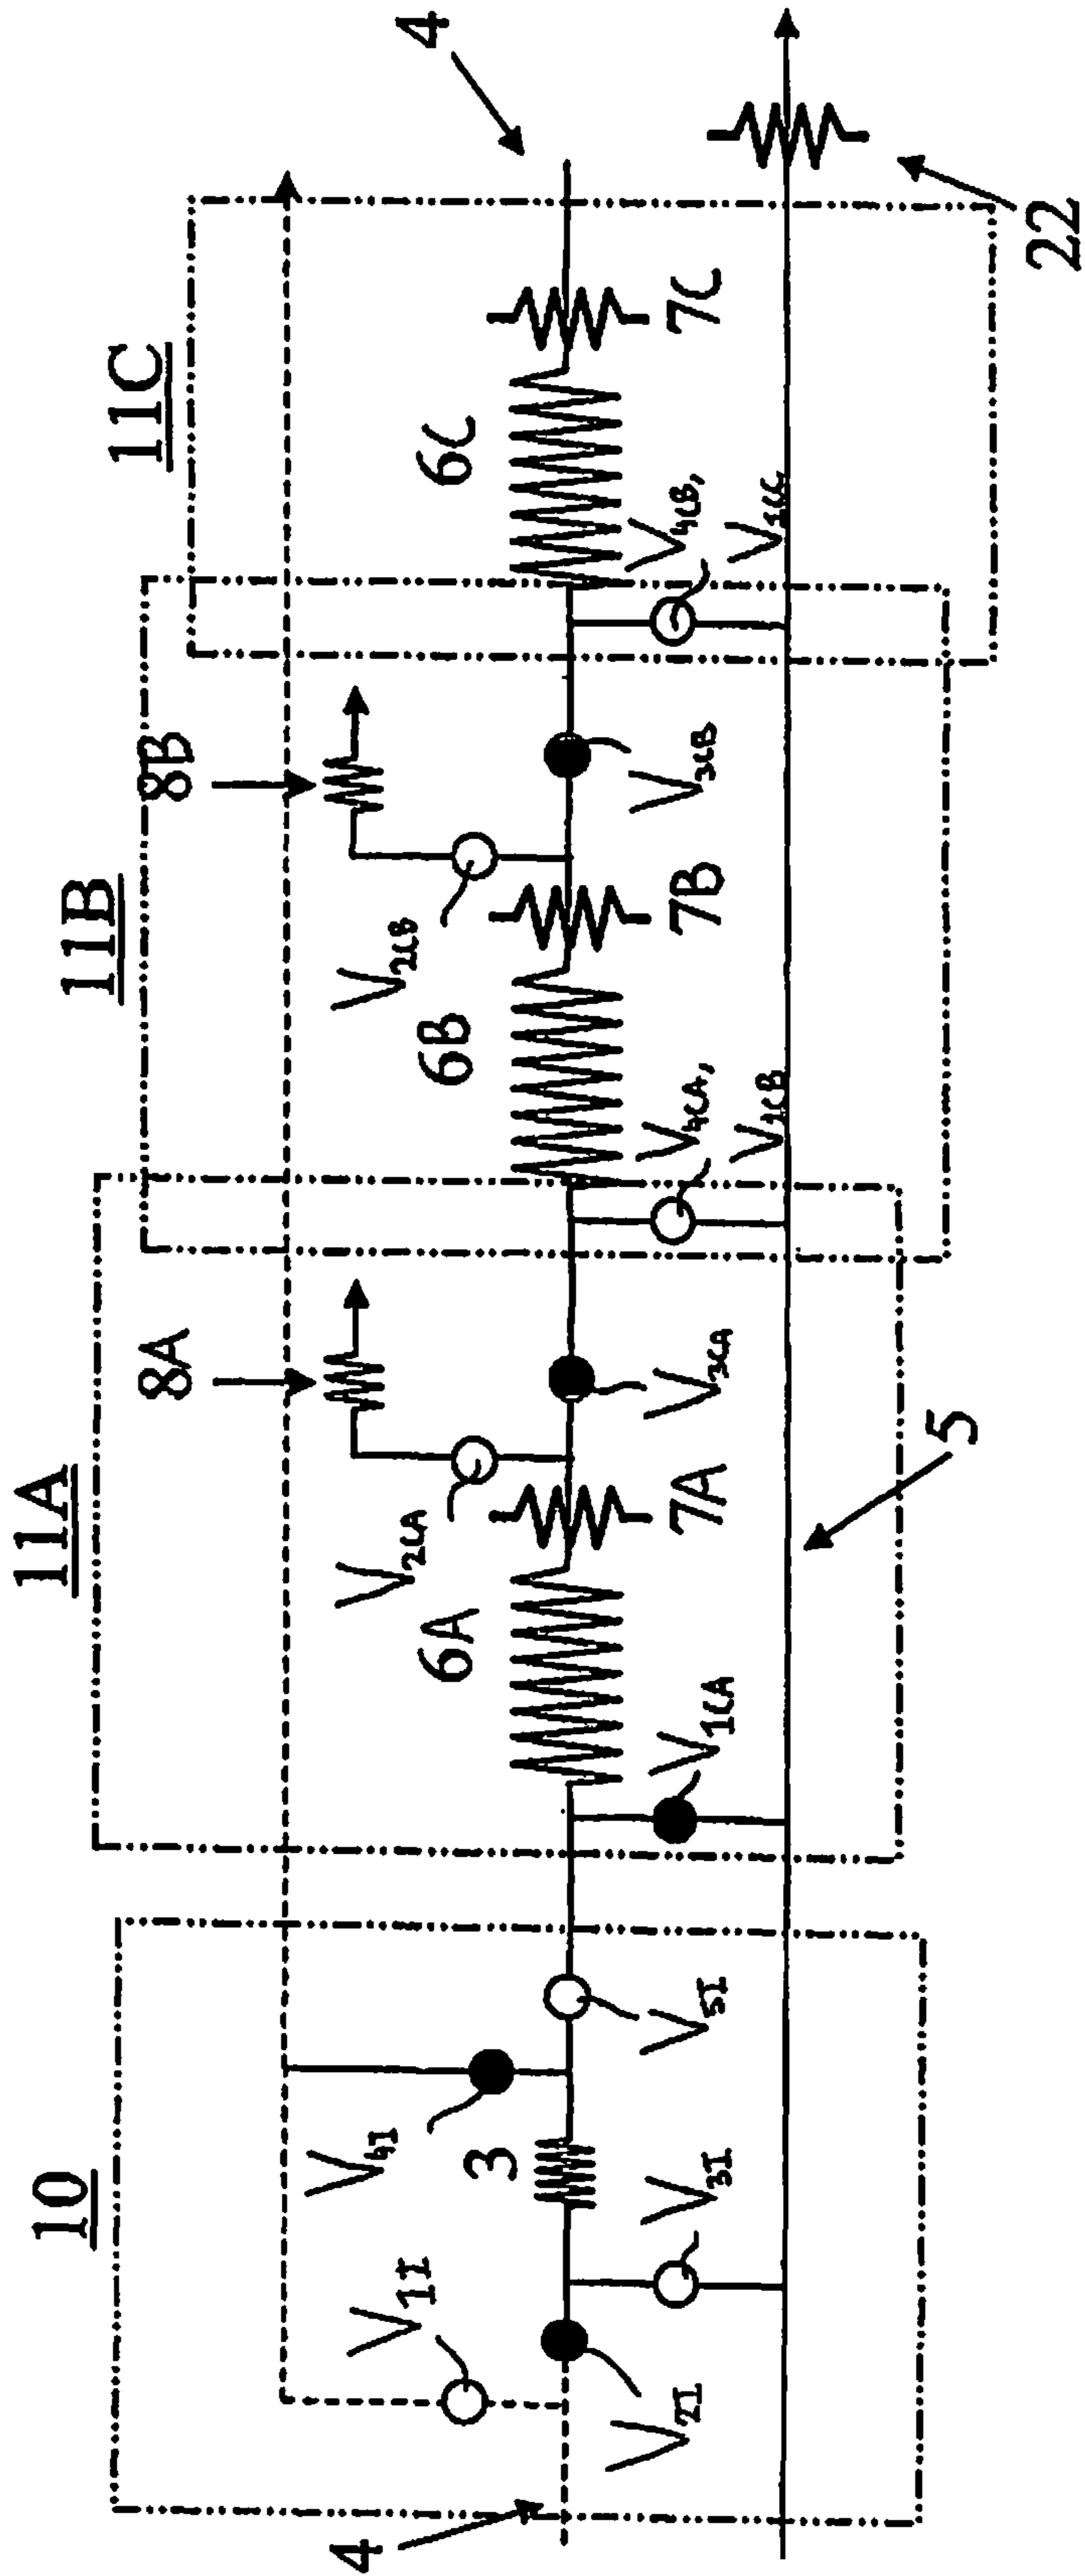 10
11A
11B
11C
4
V1I
V2I
V3I
3
V4I
V5I
V1CA
6A
7A
V2CA
8A
V3CA
5
V4CA,
V1CB
6B
7B
V2CB
8B
V3CB
V4CB,
V1CC
6C
7C
4
22